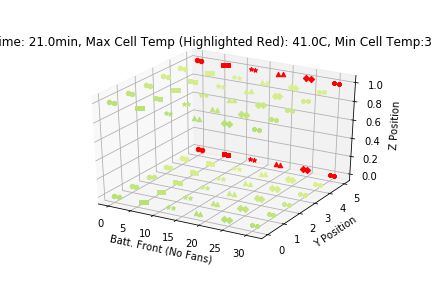 ime: 21.0min, Max Cell Temp (Highlighted Red): 41.0C, Min Cell Temp:3
1.0
0.8
0.6
0.4
0.2
0.0
Z Position
5
4
3
2
1
0
Y Position
0 5 10 15 20 25 30
Batt. Front (No Fans)